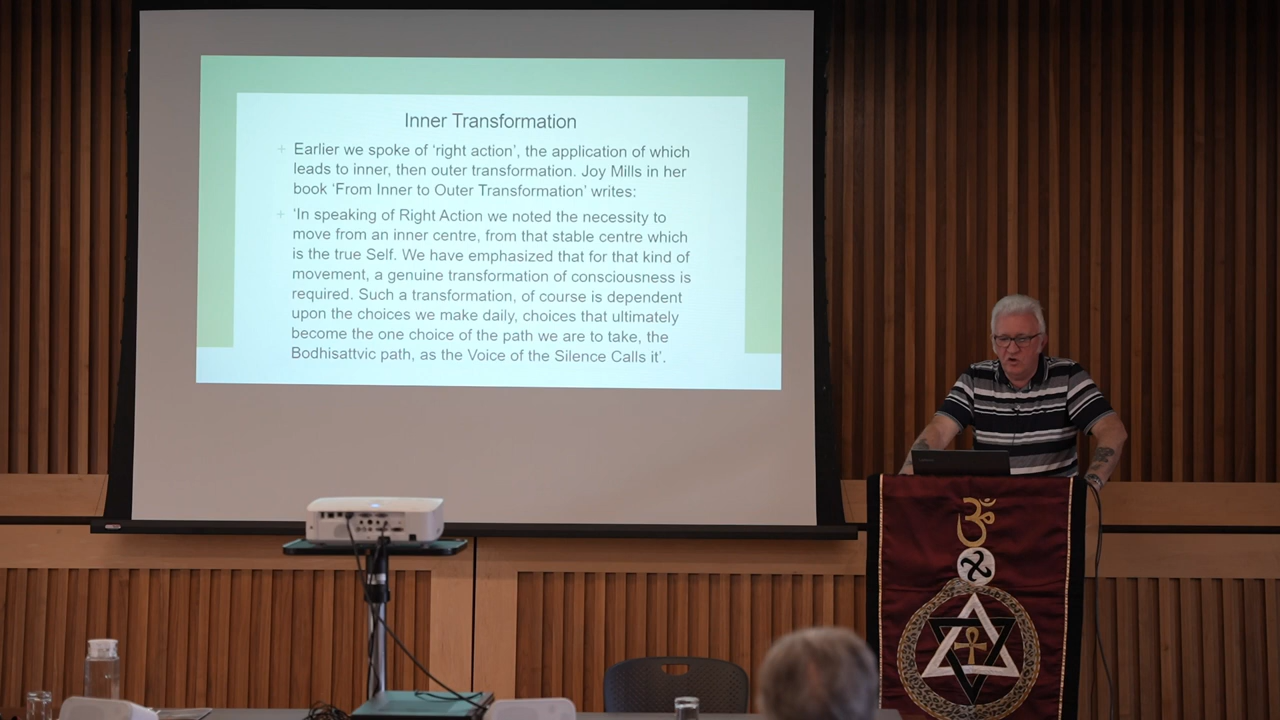 Inner Transformation
Earlier we spoke of ‘right action’, the application of which
leads to inner, then outer transformation. Joy Mills in her
book ‘From Inner to Outer Transformation’ writes:
‘In speaking of Right Action we noted the necessity to
move from an inner centre, from that stable centre which
is the true Self. We have emphasized that for that kind of
movement, a genuine transformation of consciousness is
required. Such a transformation, of course is dependent
upon the choices we make daily, choices that ultimately
become the one choice of the path we are to take, the
Bodhisattvic path, as the Voice of the Silence Calls it’.
ॐ